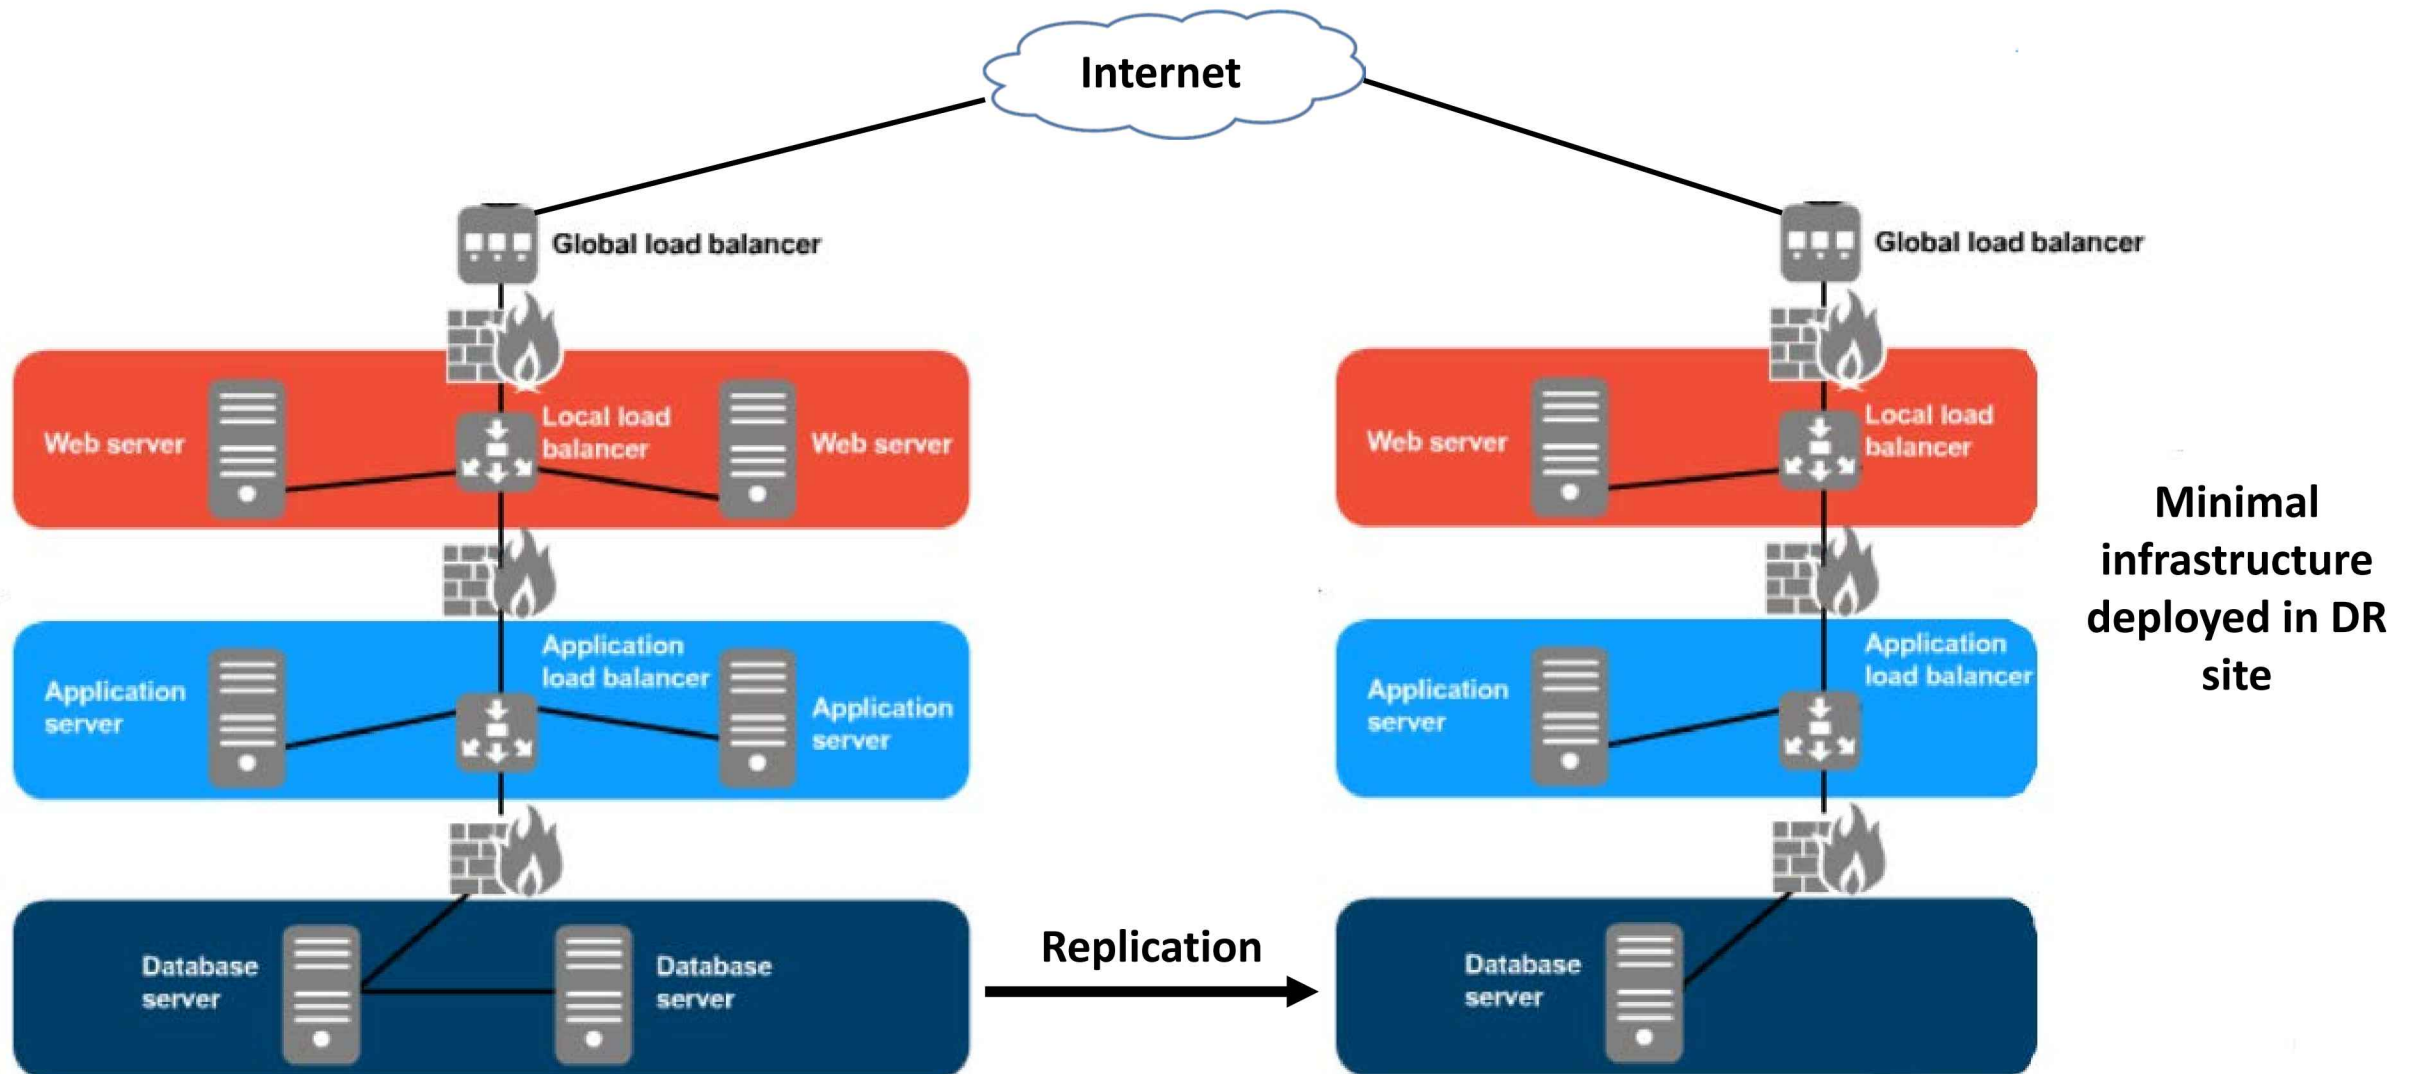 Internet
Global load balancer
Global load balancer
Web server
Local load
balancer
Web server
Web server
Local load
balancer
Minimal
infrastructure
deployed in DR
site
Application
server
Application
load balancer
Application
server
Application
server
Application
load balancer
Database
server
Database
server
Replication
Database
server